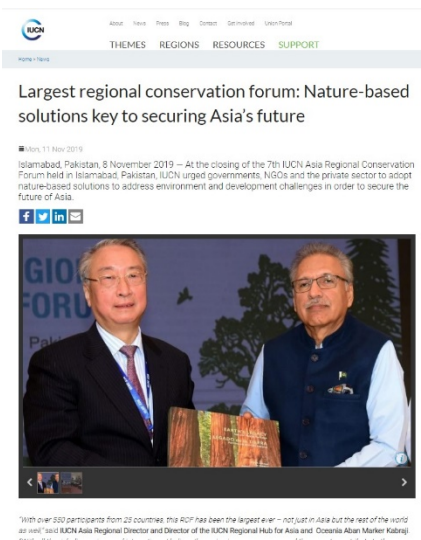 IUCN
About News Press Blog Contact Get involved Union Portal
THEMES REGIONS RESOURCES SUPPORT
Home » News
Largest regional conservation forum: Nature-based
solutions key to securing Asia's future
Mon, 11 Nov 2019
Islamabad, Pakistan, 8 November 2019 — At the closing of the 7th IUCN Asia Regional Conservation
Forum held in Islamabad, Pakistan, IUCN urged governments, NGOs and the private sector to adopt
nature-based solutions to address environment and development challenges in order to secure the
future of Asia.
"With over 550 participants from 25 countries, this RCF has been the largest ever – not just in Asia but the rest of the world
as well," said IUCN Asia Regional Director and Director of the IUCN Regional Hub for Asia and Oceania Aban Marker Kabraji.